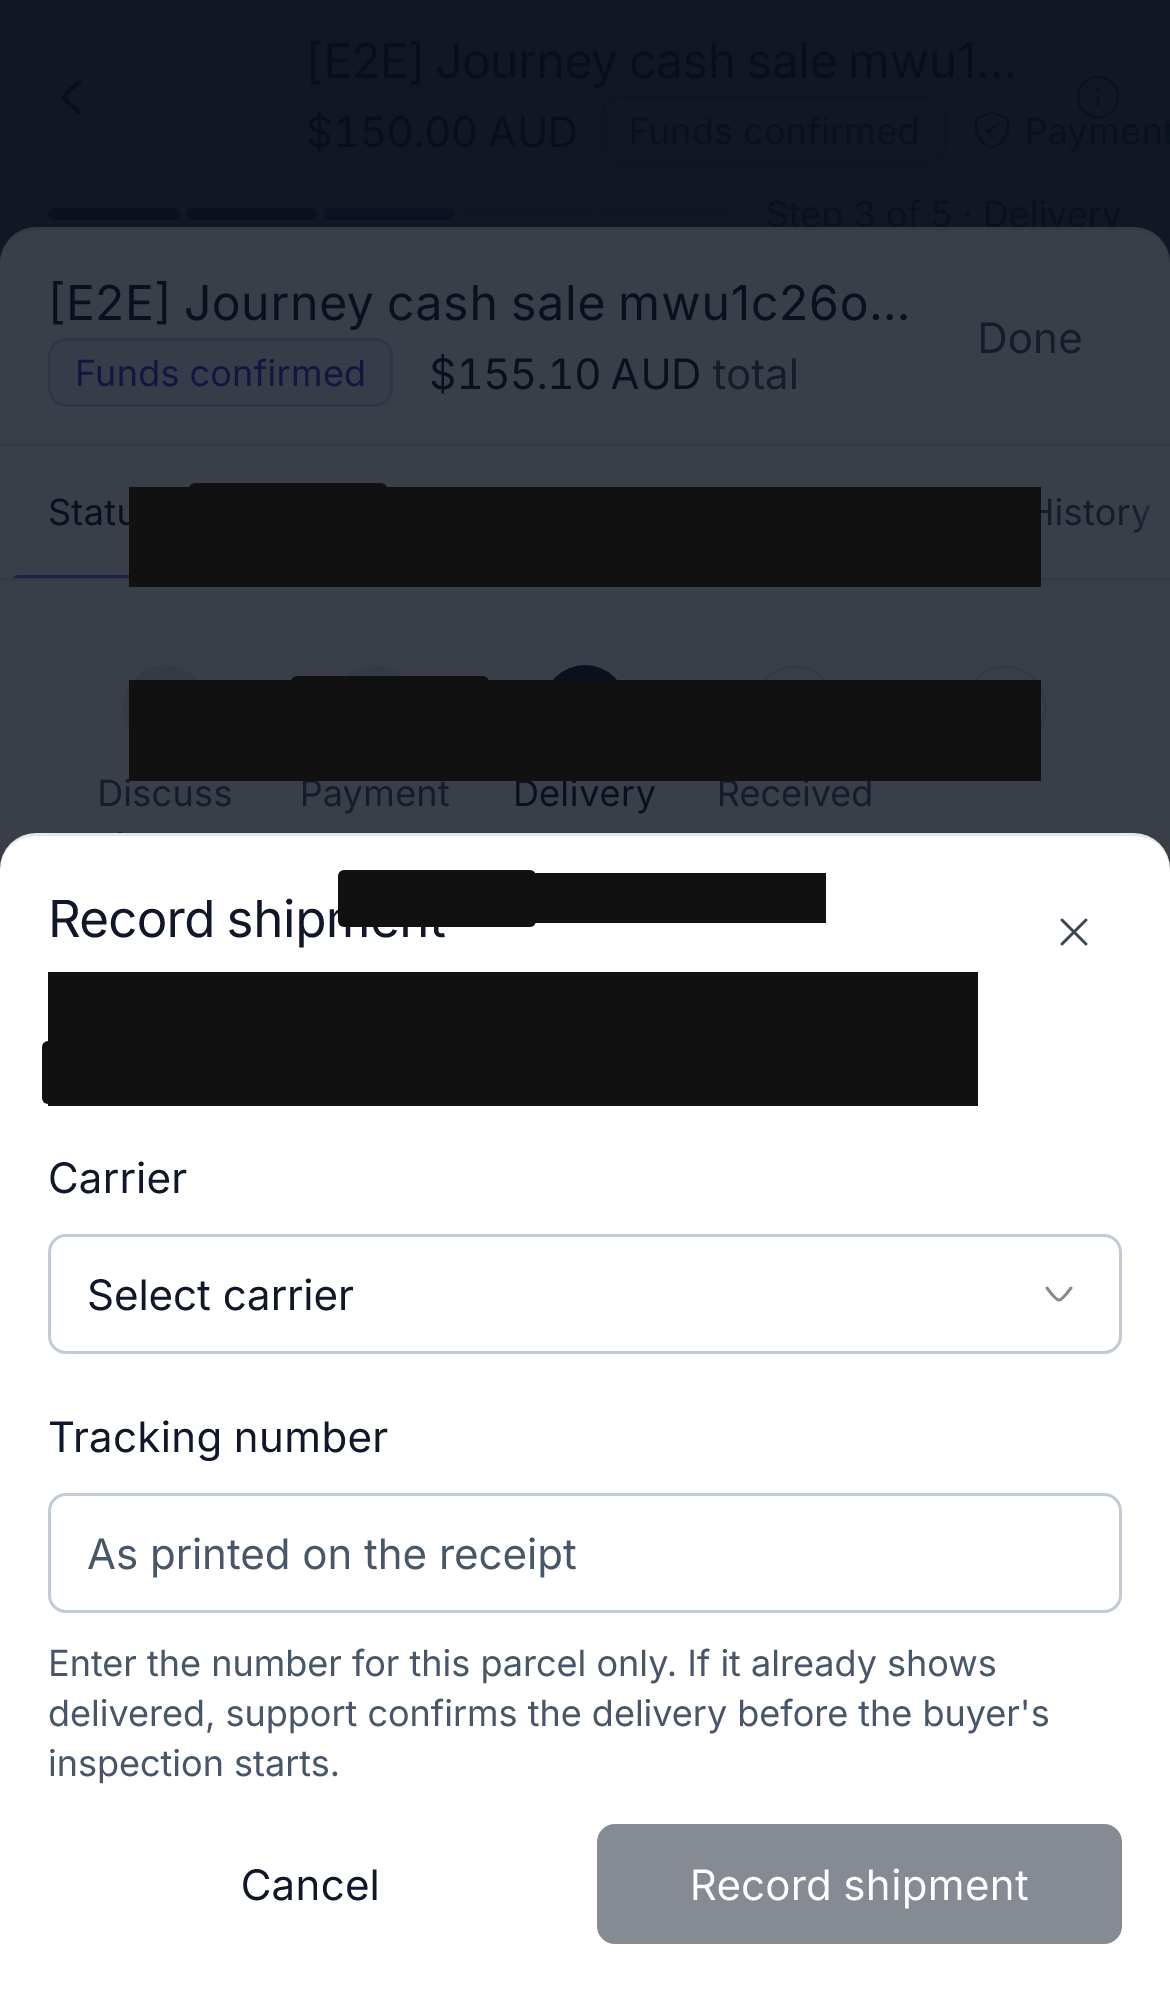 [E2E] Journey cash sale mwu1...
$150.00 AUD Funds confirmed Payment
Step 3 of 5 · Delivery
[E2E] Journey cash sale mwu1c26o...
Funds confirmed $155.10 AUD total
Done
History
Discuss Payment Delivery Received
Record shipment
Carrier
Select carrier
Tracking number
As printed on the receipt
Enter the number for this parcel only. If it already shows
delivered, support confirms the delivery before the buyer's
inspection starts.
Cancel Record shipment